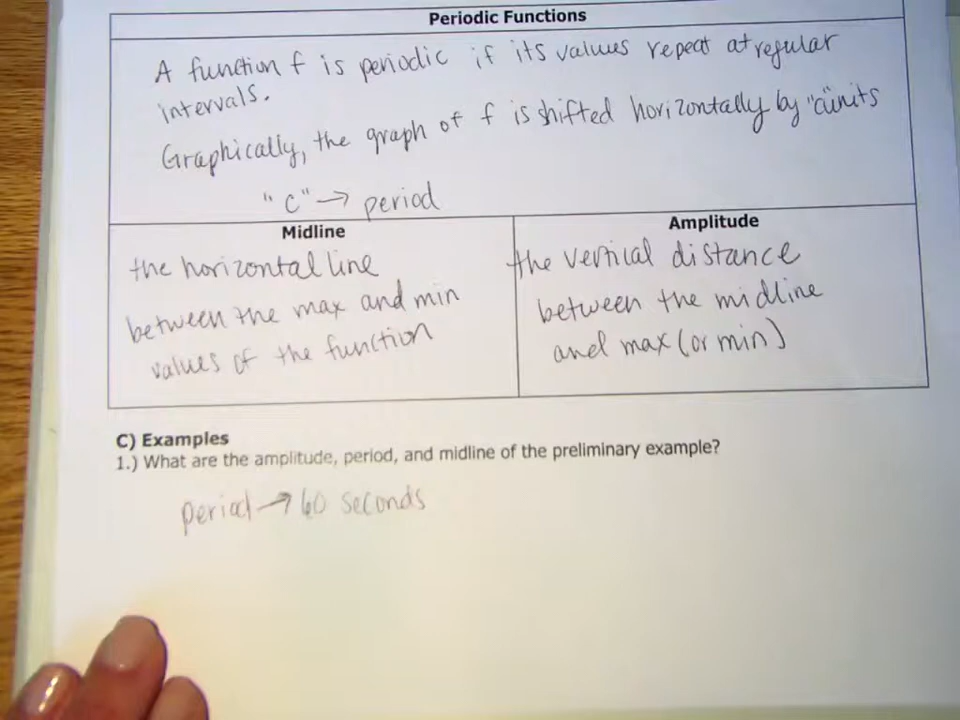 Periodic Functions
A function f is periodic if its values repeat at regular
intervals.
Graphically, the graph of f is shifted horizontally by "c" units
"c" → period
Midline
the horizontal line
between the max and min
values of the function
Amplitude
the vertical distance
between the midline
and max (or min)
C) Examples
1.) What are the amplitude, period, and midline of the preliminary example?
period → 60 seconds